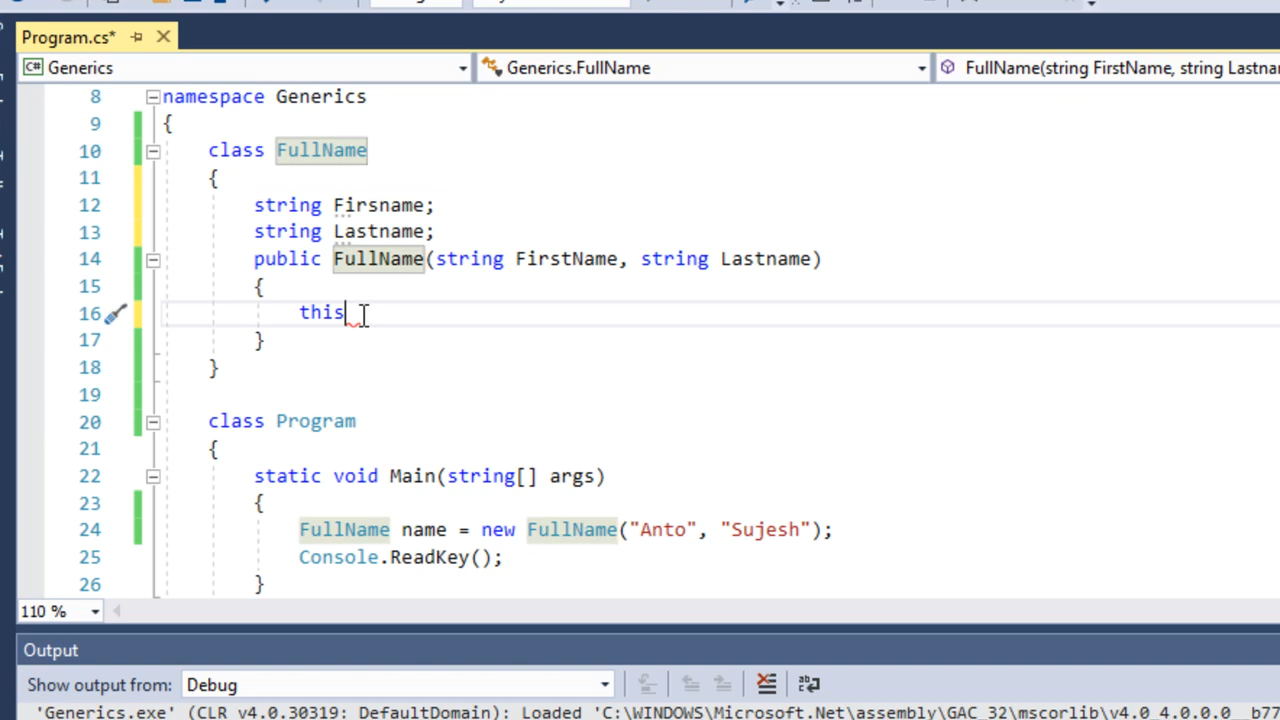 Program.cs*
C# Generics
Generics.FullName
FullName(string FirstName, string Lastnam
8 namespace Generics
9 {
10 class FullName
11 {
12 string Firsname;
13 string Lastname;
14 public FullName(string FirstName, string Lastname)
15 {
16 this
17 }
18 }
19
20 class Program
21 {
22 static void Main(string[] args)
23 {
24 FullName name = new FullName("Anto", "Sujesh");
25 Console.ReadKey();
26 }
110 %
Output
Show output from: Debug
'Generics.exe' (CLR v4.0.30319: DefaultDomain): Loaded 'C:\WINDOWS\Microsoft.Net\assembly\GAC_32\mscorlib\v4.0_4.0.0.0__b77